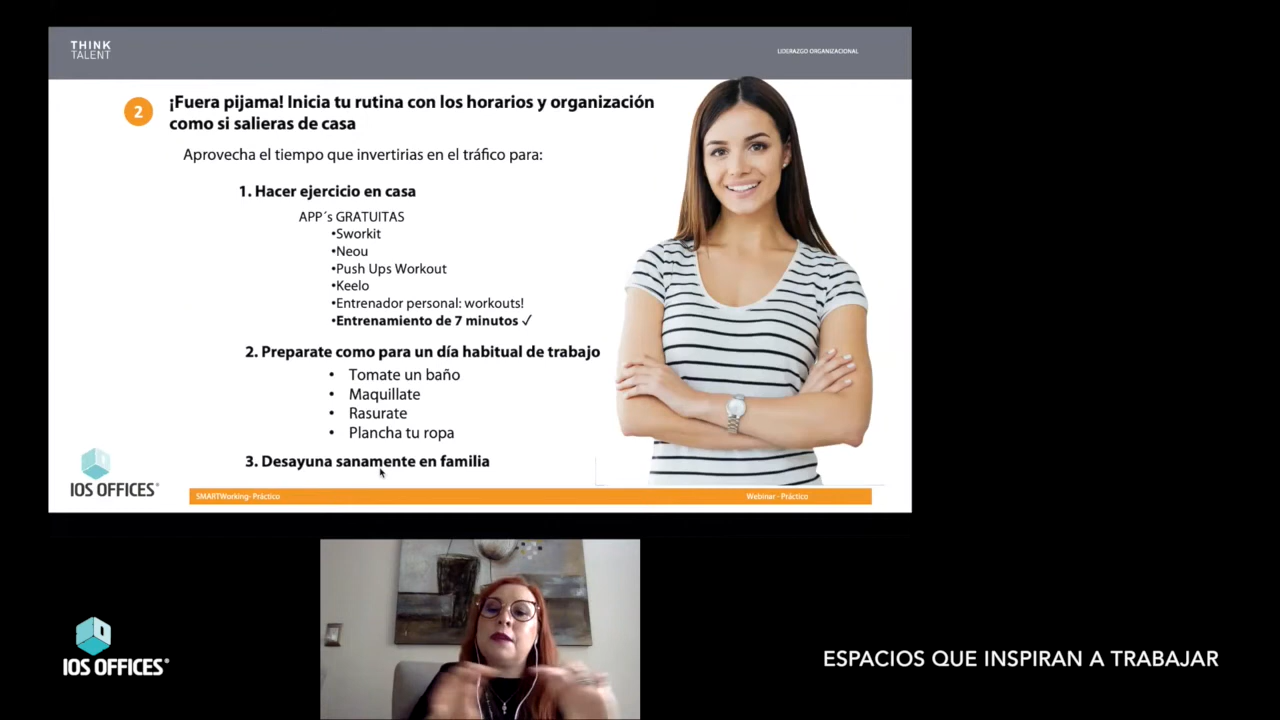 THINK
TALENT
LIDERAZGO ORGANIZACIONAL
2
¡Fuera pijama! Inicia tu rutina con los horarios y organización
como si salieras de casa
Aprovecha el tiempo que invertirias en el tráfico para:
1. Hacer ejercicio en casa
APP´s GRATUITAS
•Sworkit
•Neou
•Push Ups Workout
•Keelo
•Entrenador personal: workouts!
•Entrenamiento de 7 minutos ✓
2. Preparate como para un día habitual de trabajo
• Tomate un baño
• Maquillate
• Rasurate
• Plancha tu ropa
3. Desayuna sanamente en familia
IOS OFFICES®
SMARTWorking- Práctico
Webinar - Práctico
IOS OFFICES®
ESPACIOS QUE INSPIRAN A TRABAJAR